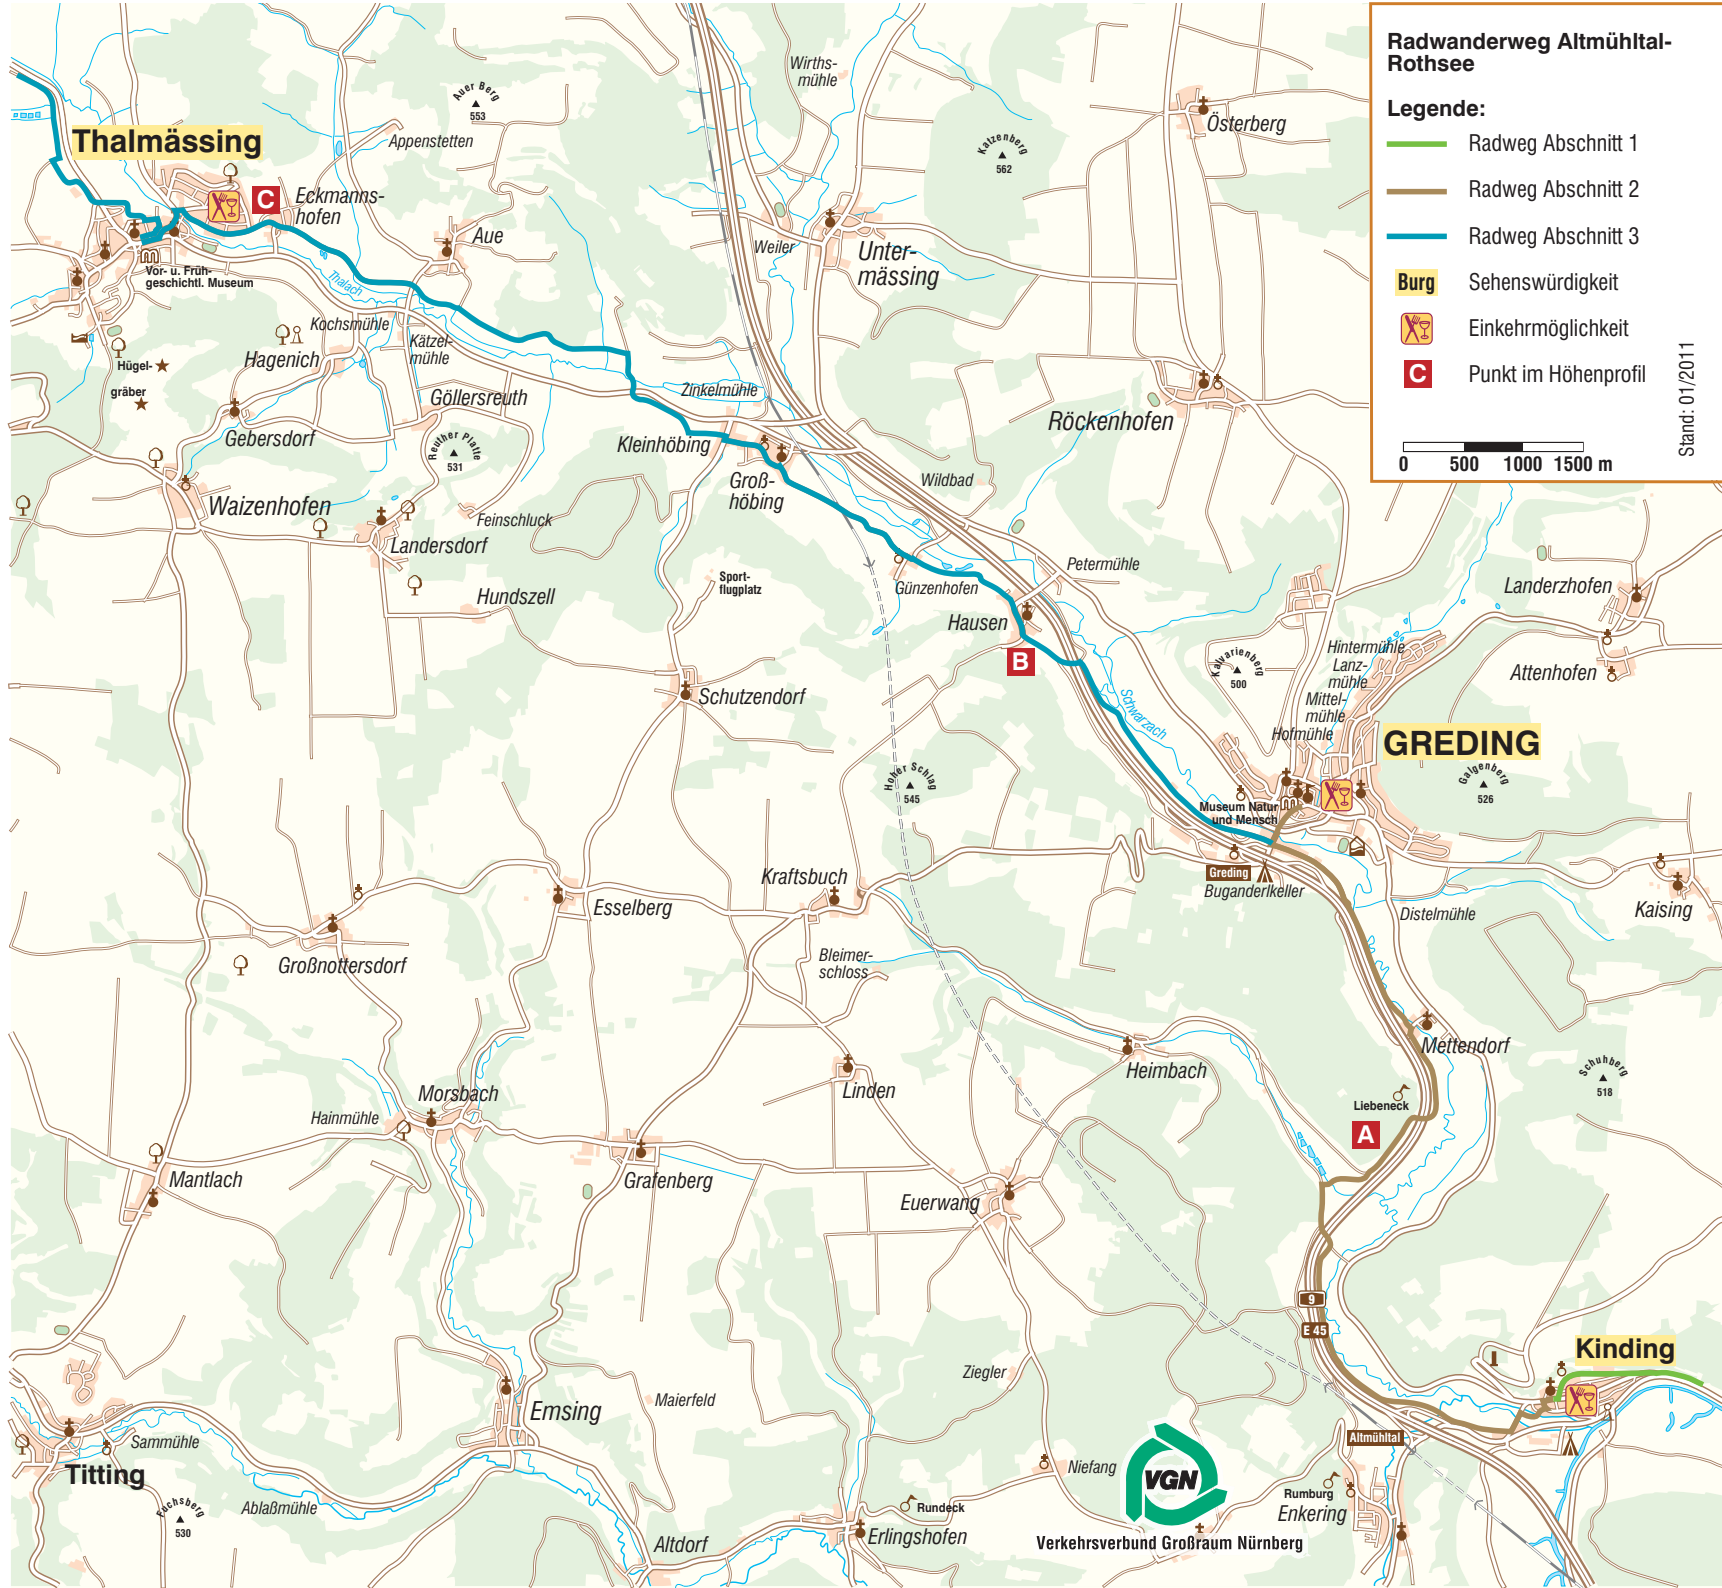 Radwanderweg Altmühltal-
Rothsee
Legende:
Radweg Abschnitt 1
Radweg Abschnitt 2
Radweg Abschnitt 3
Burg Sehenswürdigkeit
Einkehrmöglichkeit
C Punkt im Höhenprofil
0 500 1000 1500 m
Stand: 01/2011
Wirths-
mühle
Auer Berg
553
Appenstetten
Katzenberg
562
Österberg
Thalmässing
C
Eckmanns-
hofen
Aue
Weiler
Unter-
mässing
Vor- u. Früh-
geschichtl. Museum
Thalach
Kochsmühle
Hagenich
Kätzel-
mühle
Hügel-
gräber
Göllersreuth
Zinkelmühle
Gebersdorf
Reuther Platte
531
Kleinhöbing
Röckenhofen
Groß-
höbing
Wildbad
Waizenhofen
Feinschluck
Landersdorf
Petermühle
Sport-
flugplatz
Günzenhofen
Landerzhofen
Hundszell
Hausen
B
Hintermühle
Lanz-
mühle
Mittel-
mühle
Hofmühle
Kalvarienberg
500
Attenhofen
Schutzendorf
Schwarzach
GREDING
Hoher Schlag
545
Galgenberg
526
Museum Natur
und Mensch
Greding
Buganderlkeller
Kraftsbuch
Esselberg
Distelmühle
Kaising
Großnottersdorf
Bleimer-
schloss
Mettendorf
Heimbach
Schuhberg
518
Linden
Liebeneck
A
Morsbach
Hainmühle
Mantlach
Grafenberg
Euerwang
9
E 45
Kinding
Ziegler
Maierfeld
Emsing
Altmühltal
Sammühle
Titting
Niefang
VGN
Rumburg
Enkering
Fuchsberg
530
Ablaßmühle
Rundeck
Erlingshofen
Altdorf
Verkehrsverbund Großraum Nürnberg